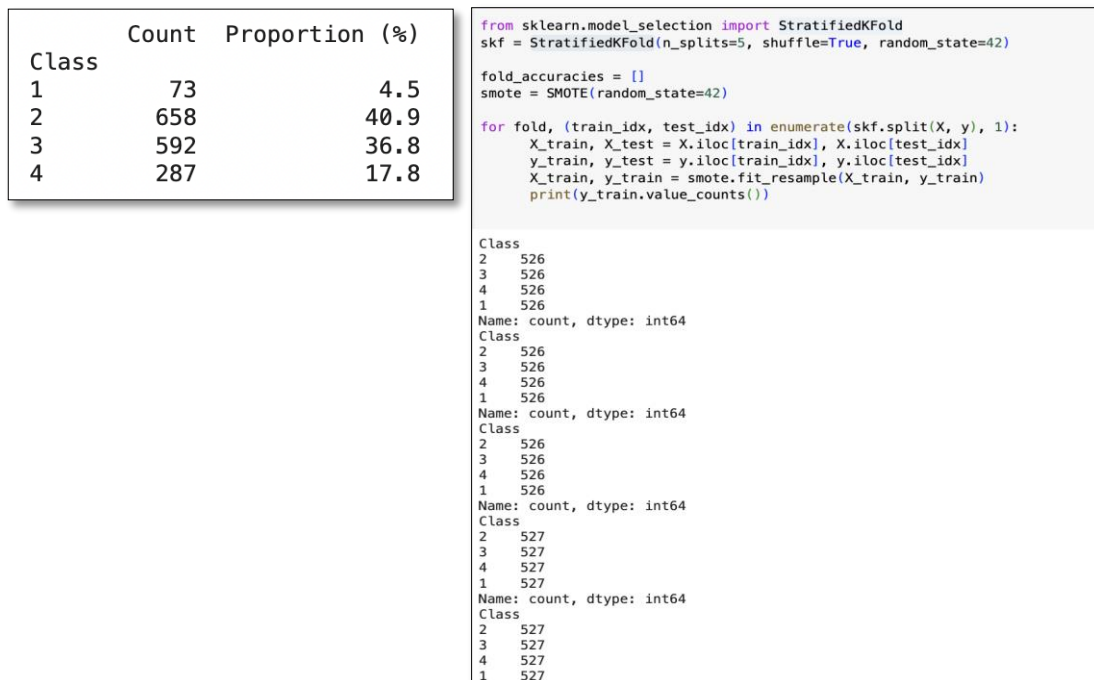 Count Proportion (%)
Class
1 73 4.5
2 658 40.9
3 592 36.8
4 287 17.8
from sklearn.model_selection import StratifiedKFold
skf = StratifiedKFold(n_splits=5, shuffle=True, random_state=42)
fold_accuracies = []
smote = SMOTE(random_state=42)
for fold, (train_idx, test_idx) in enumerate(skf.split(X, y), 1):
X_train, X_test = X.iloc[train_idx], X.iloc[test_idx]
y_train, y_test = y.iloc[train_idx], y.iloc[test_idx]
X_train, y_train = smote.fit_resample(X_train, y_train)
print(y_train.value_counts())
Class
2 526
3 526
4 526
1 526
Name: count, dtype: int64
Class
2 526
3 526
4 526
1 526
Name: count, dtype: int64
Class
2 526
3 526
4 526
1 526
Name: count, dtype: int64
Class
2 527
3 527
4 527
1 527
Name: count, dtype: int64
Class
2 527
3 527
4 527
1 527